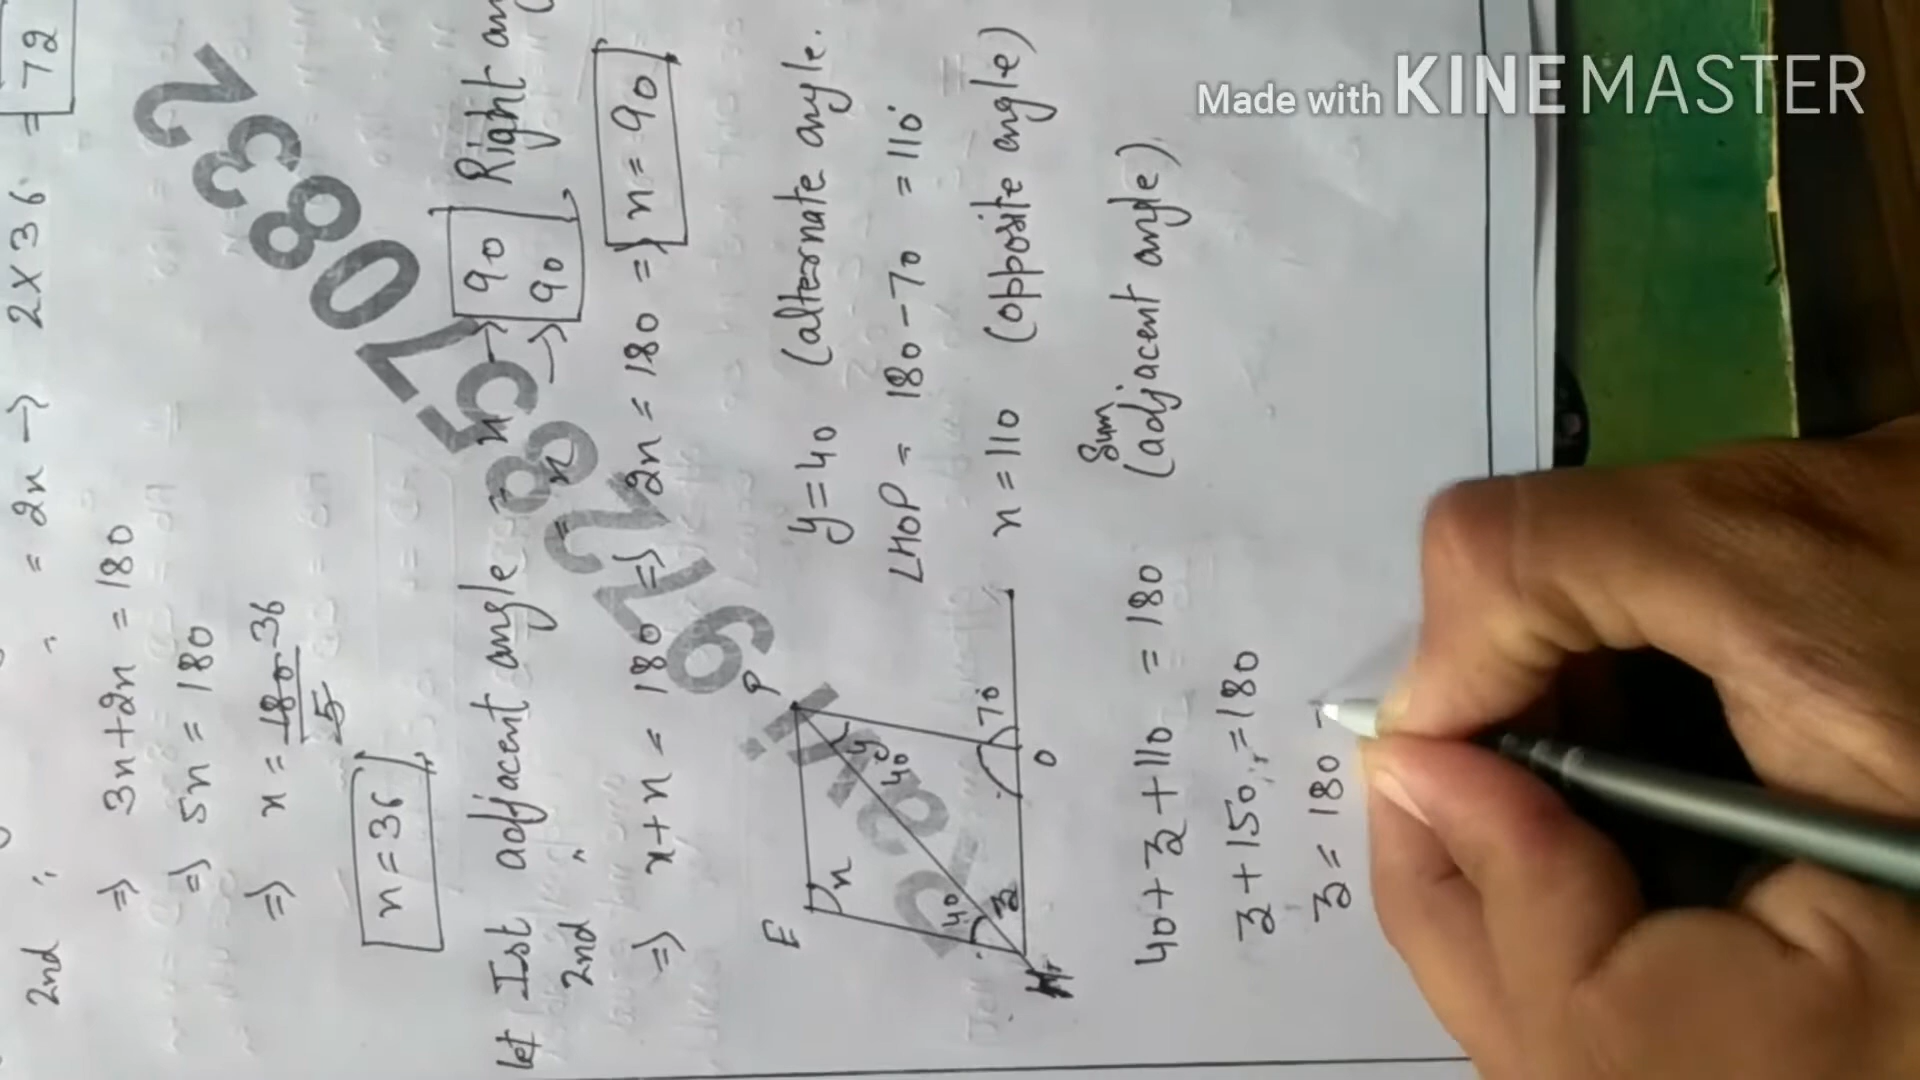 Made with KINEMASTER
2nd " " = 2x → 2×36 = 72
⇒ 3x+2x = 180
⇒ 5x = 180
⇒ x = 180 36
5
x = 36
let Ist adjacent angle = x → 90 Right an
2nd " = x → 90
⇒ x+x = 180 ⇒ 2x = 180 ⇒ x = 90
E P
x y 40
40 z 70
H O
y = 40 (alternate angle.
∠HOP = 180-70 = 110°
x = 110 (opposite angle)
40+z+110 = 180 (adjacent angle)
Sum
z+150 = 180
z = 180 -